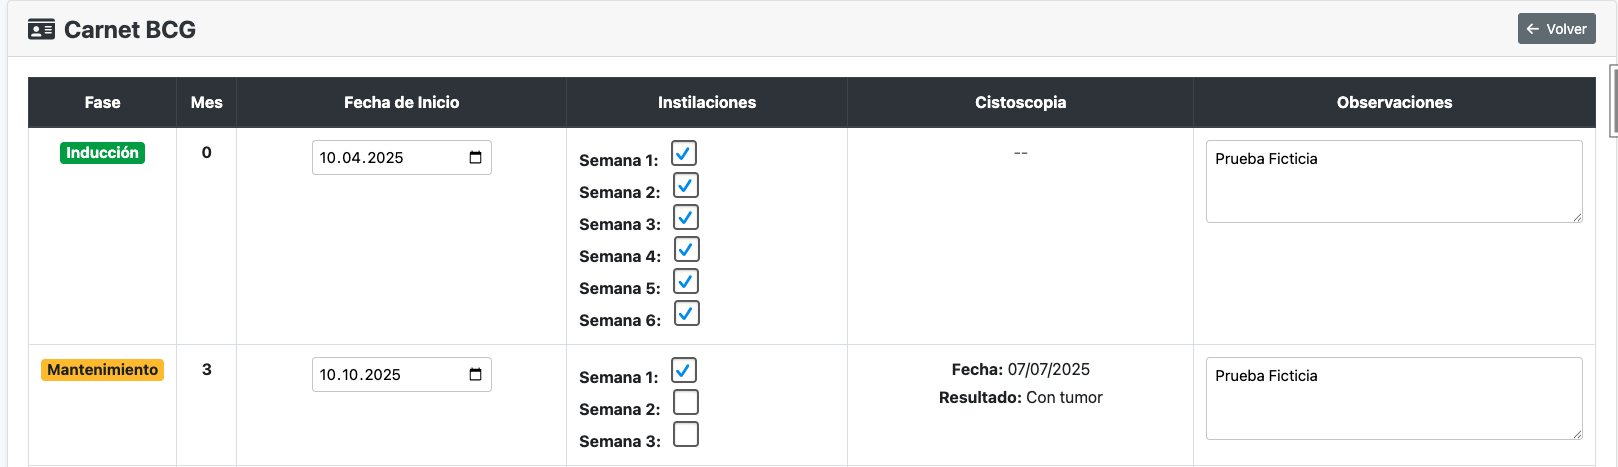 Carnet BCG
Volver
Fase Mes Fecha de Inicio Instilaciones Cistoscopia Observaciones
Inducción 0 10.04.2025 Semana 1: -- Prueba Ficticia
Semana 2:
Semana 3:
Semana 4:
Semana 5:
Semana 6:
Mantenimiento 3 10.10.2025 Semana 1: Fecha: 07/07/2025 Prueba Ficticia
Semana 2: Resultado: Con tumor
Semana 3: